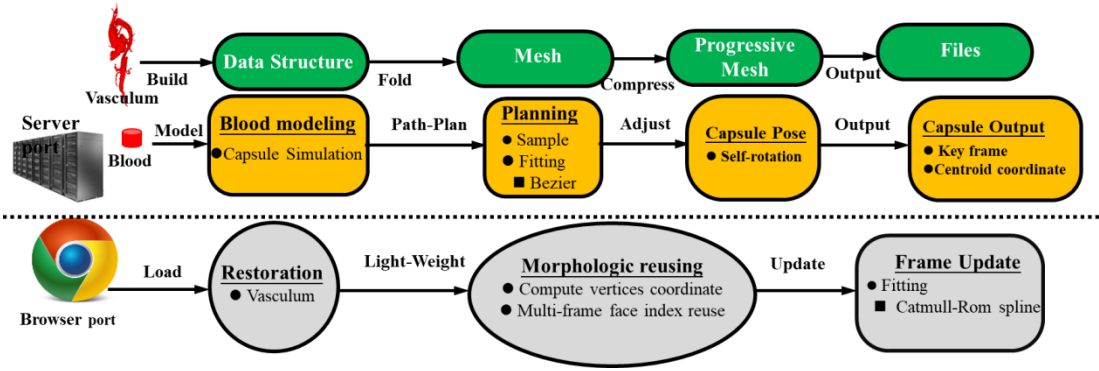 Vasculum
Build
Data Structure
Fold
Mesh
Compress
Progressive
Mesh
Output
Files
Server
port
Blood
Model
Blood modeling
● Capsule Simulation
Path-Plan
Planning
● Sample
● Fitting
■ Bezier
Adjust
Capsule Pose
● Self-rotation
Output
Capsule Output
● Key frame
● Centroid coordinate
Browser port
Load
Restoration
● Vasculum
Light-Weight
Morphologic reusing
● Compute vertices coordinate
● Multi-frame face index reuse
Update
Frame Update
● Fitting
■ Catmull-Rom spline